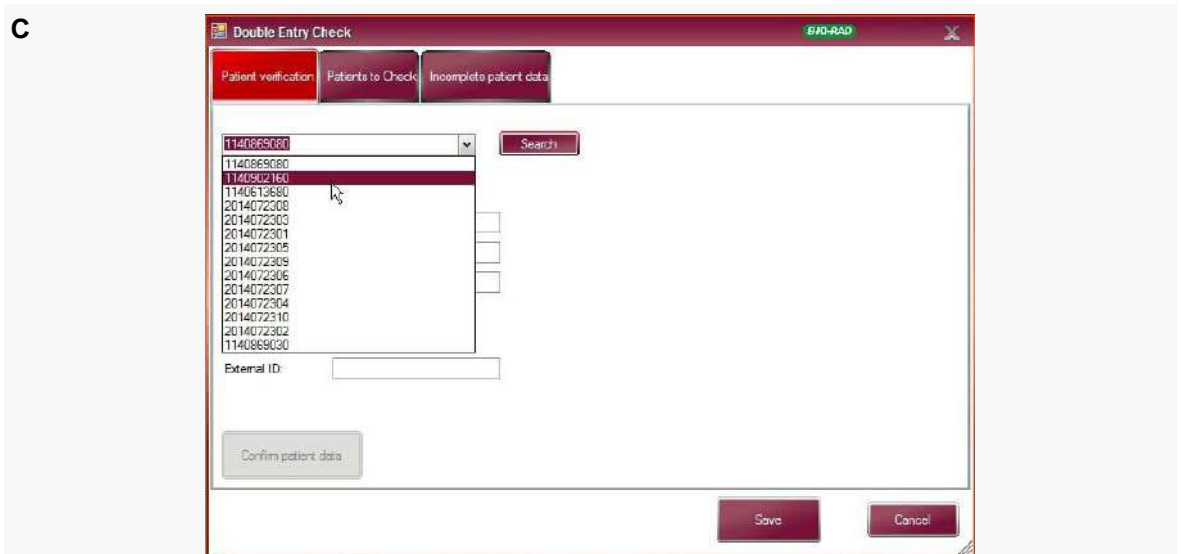 C
Double Entry Check
BIO-RAD
X
Patient verification
Patients to Check
Incomplete patient data
1140869080
Search
1140869080
1140902160
1140613680
2014072308
2014072303
2014072301
2014072305
2014072309
2014072306
2014072307
2014072304
2014072310
2014072302
1140869030
External ID:
Confirm patient data
Save
Cancel